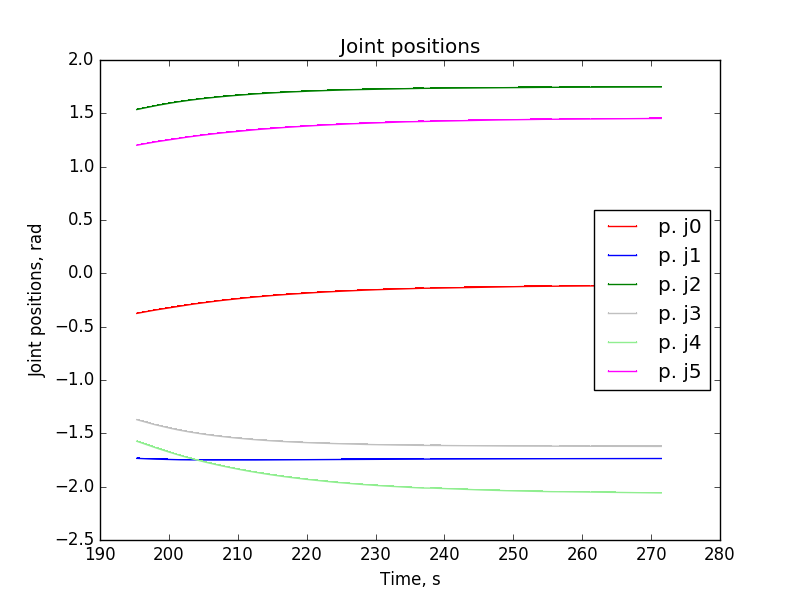 Joint positions
2.0
1.5
1.0
0.5
0.0
−0.5
−1.0
−1.5
−2.0
−2.5
Joint positions, rad
p. j0
p. j1
p. j2
p. j3
p. j4
p. j5
190 200 210 220 230 240 250 260 270 280
Time, s